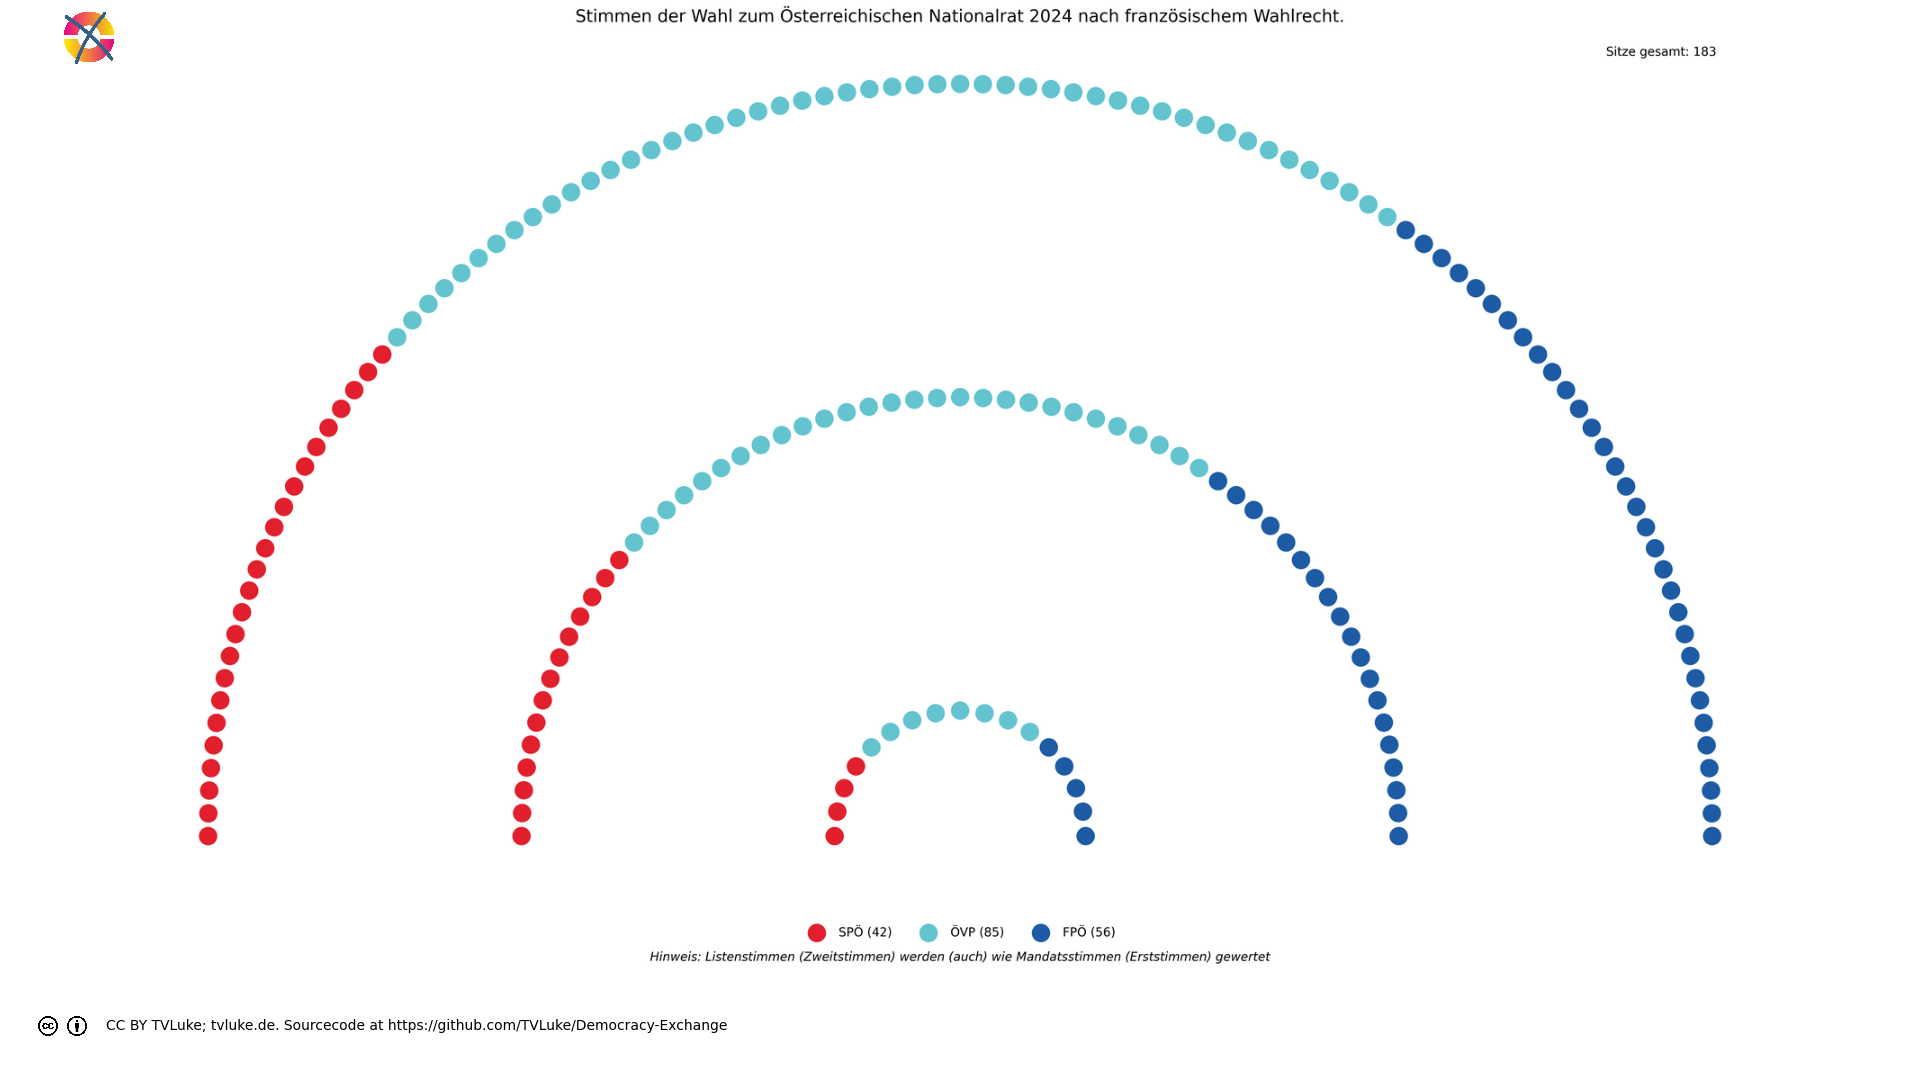 Stimmen der Wahl zum Österreichischen Nationalrat 2024 nach französischem Wahlrecht.
Sitze gesamt: 183
SPÖ (42) ÖVP (85) FPÖ (56)
Hinweis: Listenstimmen (Zweitstimmen) werden (auch) wie Mandatsstimmen (Erststimmen) gewertet
cc CC BY TVLuke; tvluke.de. Sourcecode at https://github.com/TVLuke/Democracy-Exchange